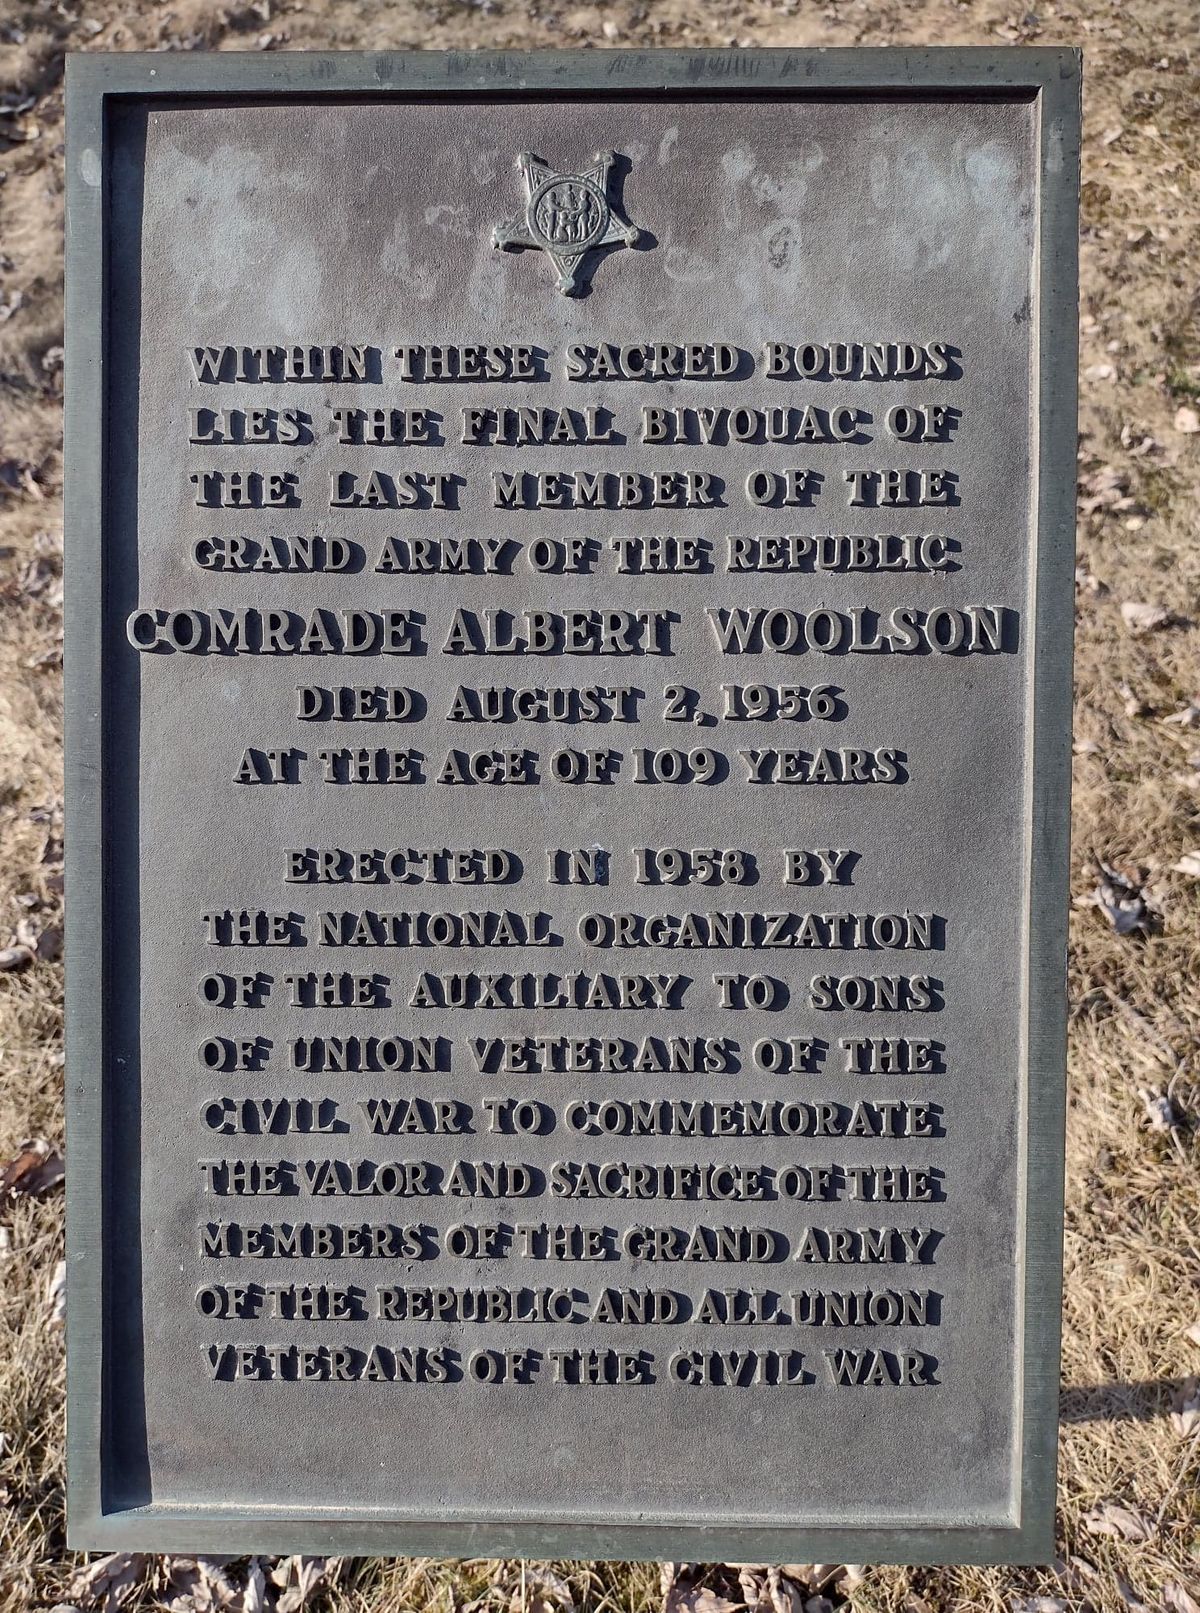 WITHIN THESE SACRED BOUNDS
LIES THE FINAL BIVOUAC OF
THE LAST MEMBER OF THE
GRAND ARMY OF THE REPUBLIC
COMRADE ALBERT WOOLSON
DIED AUGUST 2, 1956
AT THE AGE OF 109 YEARS
ERECTED IN 1958 BY
THE NATIONAL ORGANIZATION
OF THE AUXILIARY TO SONS
OF UNION VETERANS OF THE
CIVIL WAR TO COMMEMORATE
THE VALOR AND SACRIFICE OF THE
MEMBERS OF THE GRAND ARMY
OF THE REPUBLIC AND ALL UNION
VETERANS OF THE CIVIL WAR